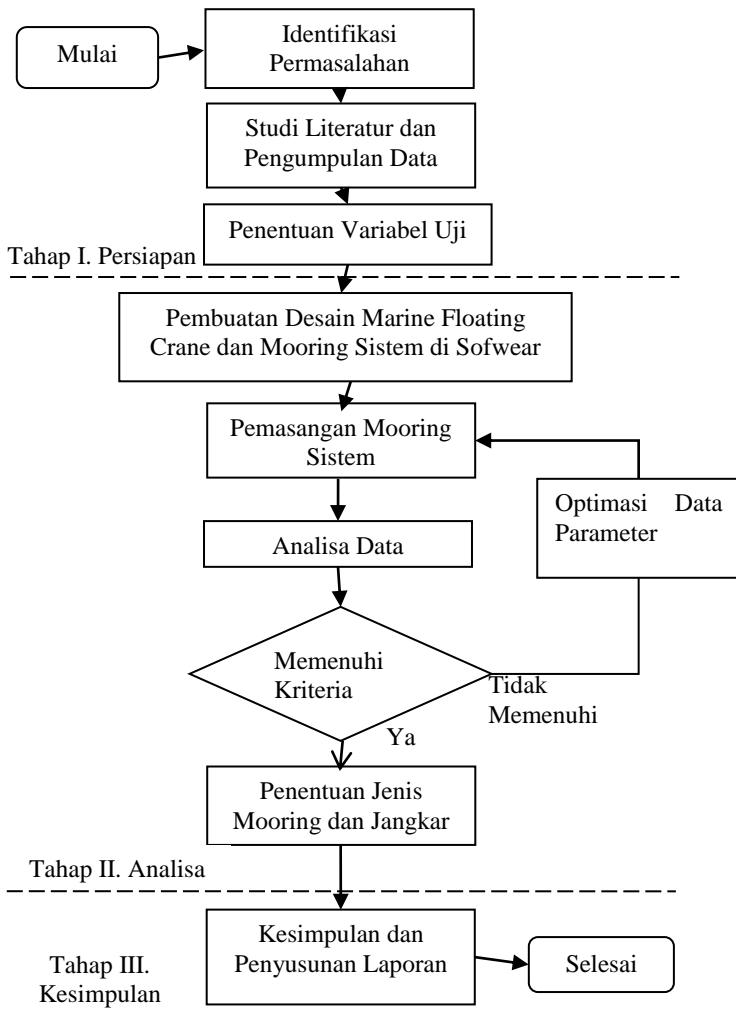 Mulai
Identifikasi
Permasalahan
Studi Literatur dan
Pengumpulan Data
Penentuan Variabel Uji
Tahap I. Persiapan
Pembuatan Desain Marine Floating
Crane dan Mooring Sistem di Sofwear
Pemasangan Mooring
Sistem
Optimasi Data
Parameter
Analisa Data
Memenuhi
Kriteria
Tidak
Memenuhi
Ya
Penentuan Jenis
Mooring dan Jangkar
Tahap II. Analisa
Kesimpulan dan
Penyusunan Laporan
Selesai
Tahap III.
Kesimpulan